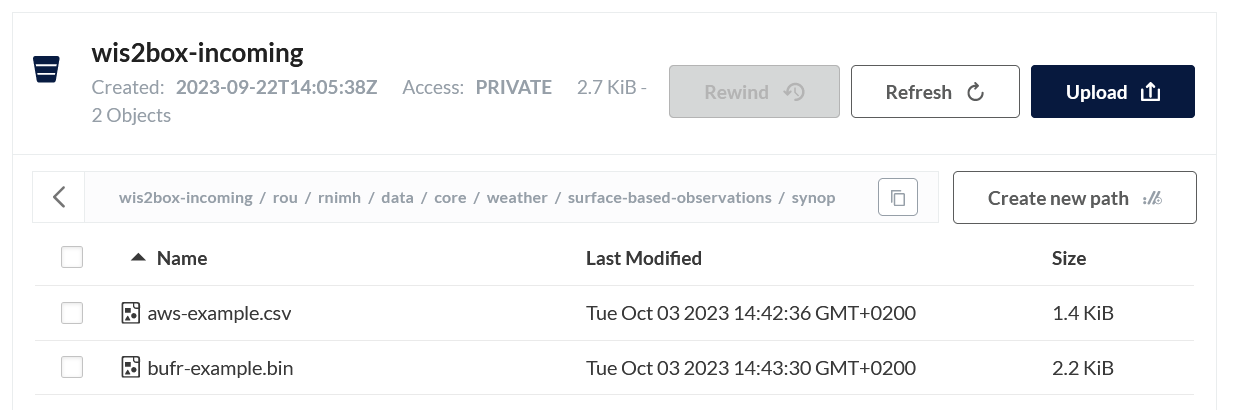 wis2box-incoming
Created: 2023-09-22T14:05:38Z Access: PRIVATE 2.7 KiB -
2 Objects
Rewind
Refresh
Upload
wis2box-incoming / rou / rnimh / data / core / weather / surface-based-observations / synop
Create new path
Name Last Modified Size
aws-example.csv Tue Oct 03 2023 14:42:36 GMT+0200 1.4 KiB
bufr-example.bin Tue Oct 03 2023 14:43:30 GMT+0200 2.2 KiB